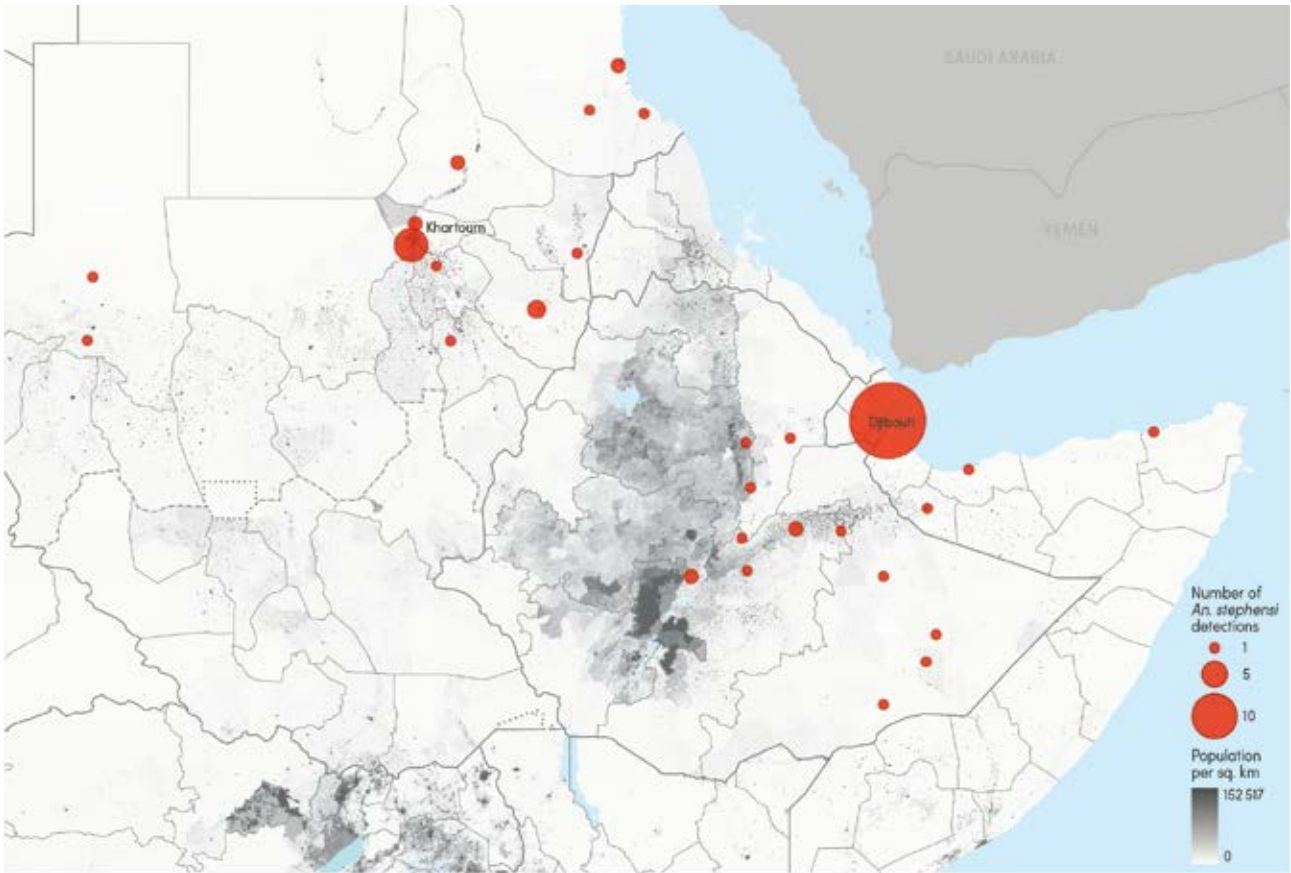 SAUDI ARABIA
YEMEN
Khartoum
Djibouti
Number of
An. stephensi
detections
1
5
10
Population
per sq. km
152 517
0